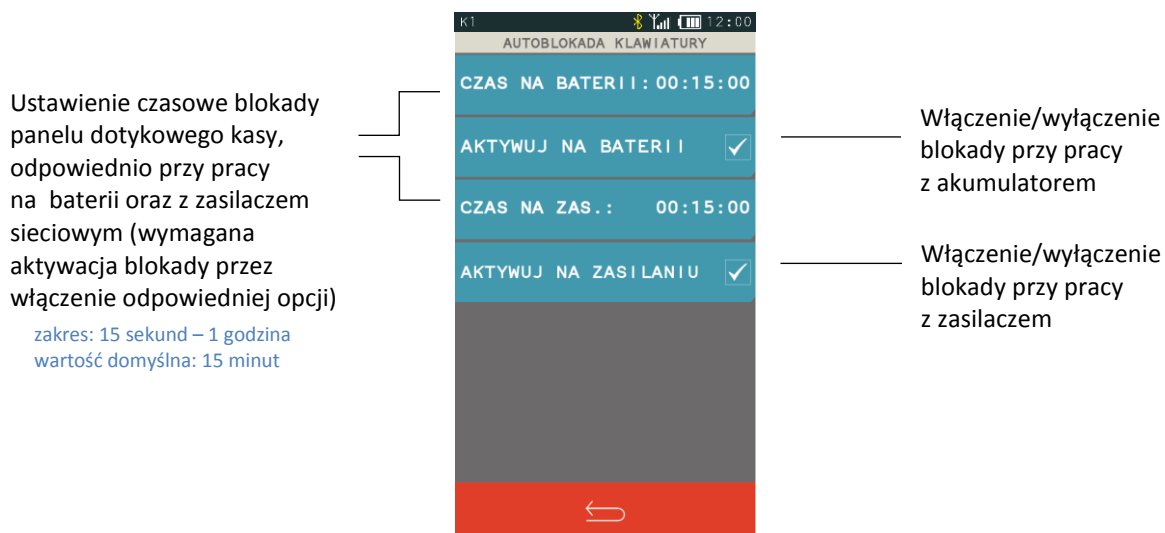 Ustawienie czasowe blokady
panelu dotykowego kasy,
odpowiednio przy pracy
na baterii oraz z zasilaczem
sieciowym (wymagana
aktywacja blokady przez
włączenie odpowiedniej opcji)
zakres: 15 sekund – 1 godzina
wartość domyślna: 15 minut
K1 12:00
AUTOBLOKADA KLAWIATURY
CZAS NA BATERII: 00:15:00
AKTYWUJ NA BATERII
CZAS NA ZAS.: 00:15:00
AKTYWUJ NA ZASILANIU
Włączenie/wyłączenie
blokady przy pracy
z akumulatorem
Włączenie/wyłączenie
blokady przy pracy
z zasilaczem